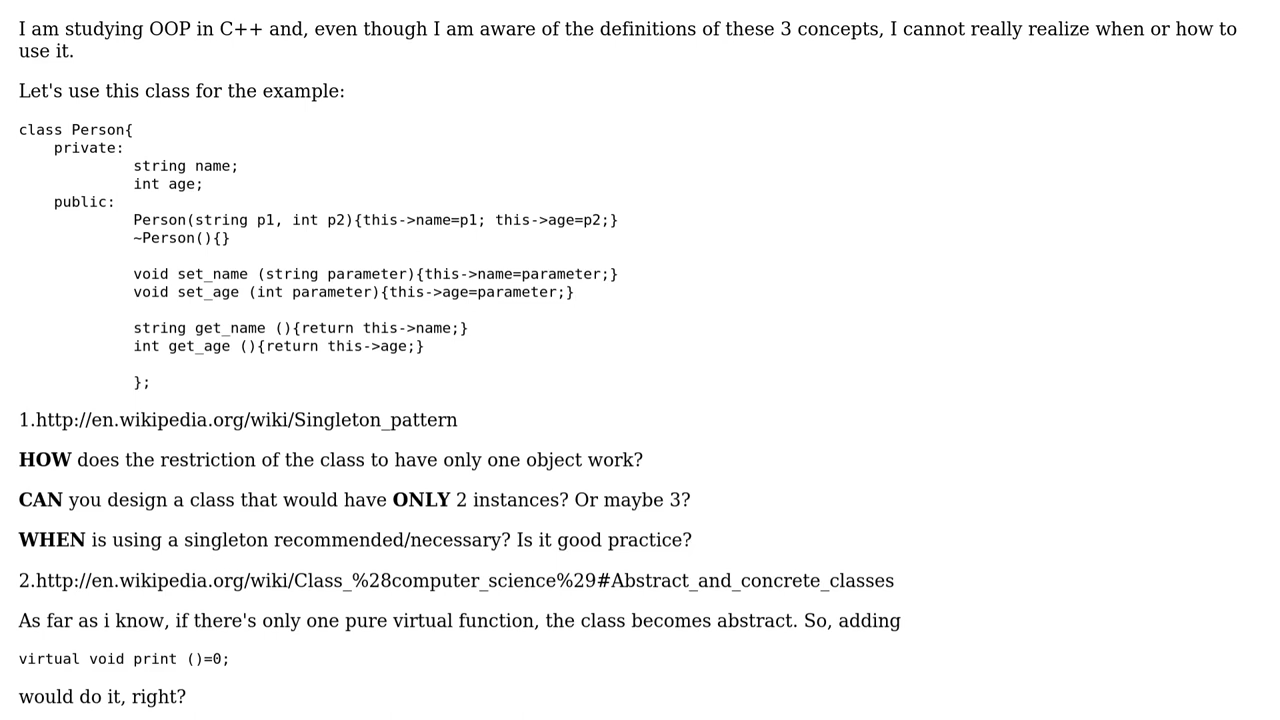 I am studying OOP in C++ and, even though I am aware of the definitions of these 3 concepts, I cannot really realize when or how to
use it.
Let's use this class for the example:
class Person{
    private:
             string name;
             int age;
    public:
             Person(string p1, int p2){this->name=p1; this->age=p2;}
             ~Person(){}
             void set_name (string parameter){this->name=parameter;}
             void set_age (int parameter){this->age=parameter;}
             string get_name (){return this->name;}
             int get_age (){return this->age;}
             };
1.http://en.wikipedia.org/wiki/Singleton_pattern
HOW does the restriction of the class to have only one object work?
CAN you design a class that would have ONLY 2 instances? Or maybe 3?
WHEN is using a singleton recommended/necessary? Is it good practice?
2.http://en.wikipedia.org/wiki/Class_%28computer_science%29#Abstract_and_concrete_classes
As far as i know, if there's only one pure virtual function, the class becomes abstract. So, adding
virtual void print ()=0;
would do it, right?